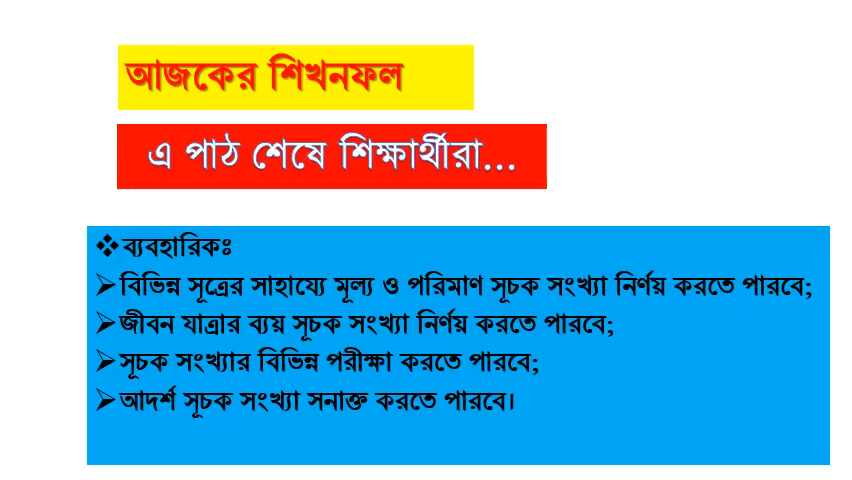 আজকের শিখনফল
এ পাঠ শেষে শিক্ষার্থীরা...
❖ব্যবহারিকঃ
➢বিভিন্ন সূত্রের সাহায্যে মূল্য ও পরিমাণ সূচক সংখ্যা নির্ণয় করতে পারবে;
➢জীবন যাত্রার ব্যয় সূচক সংখ্যা নির্ণয় করতে পারবে;
➢সূচক সংখ্যার বিভিন্ন পরীক্ষা করতে পারবে;
➢আদর্শ সূচক সংখ্যা সনাক্ত করতে পারবে।